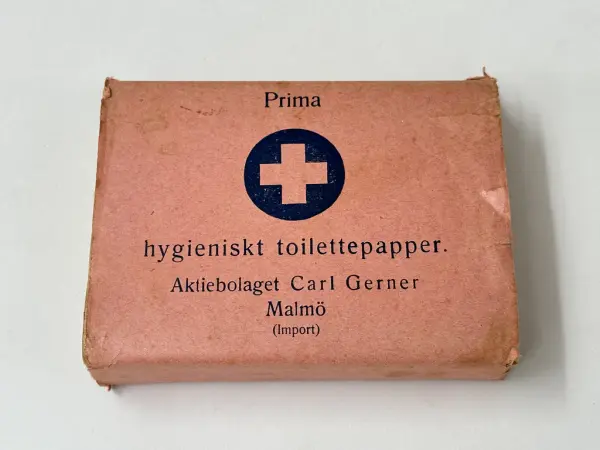 Prima
hygieniskt toilettepapper.
Aktiebolaget Carl Gerner
Malmö
(Import)